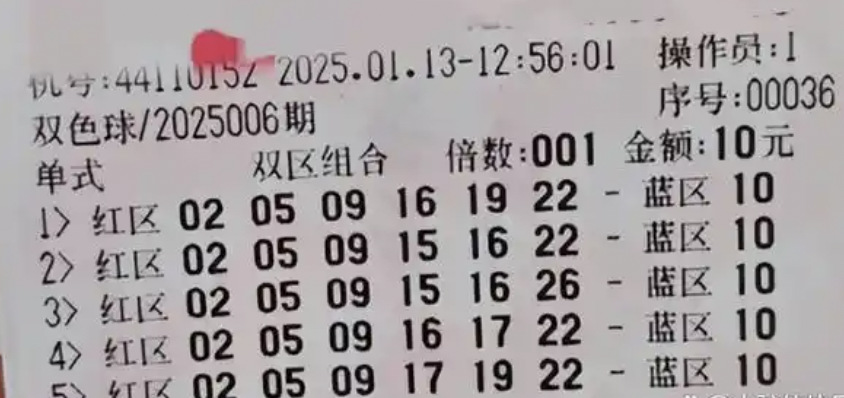 机号:44110152 2025.01.13-12:56:01 操作员:1
双色球/2025006期 序号:00036
单式 双区组合 倍数:001 金额:10元
1> 红区 02 05 09 16 19 22 - 蓝区 10
2> 红区 02 05 09 15 16 22 - 蓝区 10
3> 红区 02 05 09 15 16 26 - 蓝区 10
4> 红区 02 05 09 16 17 22 - 蓝区 10
5> 红区 02 05 09 17 19 22 - 蓝区 10